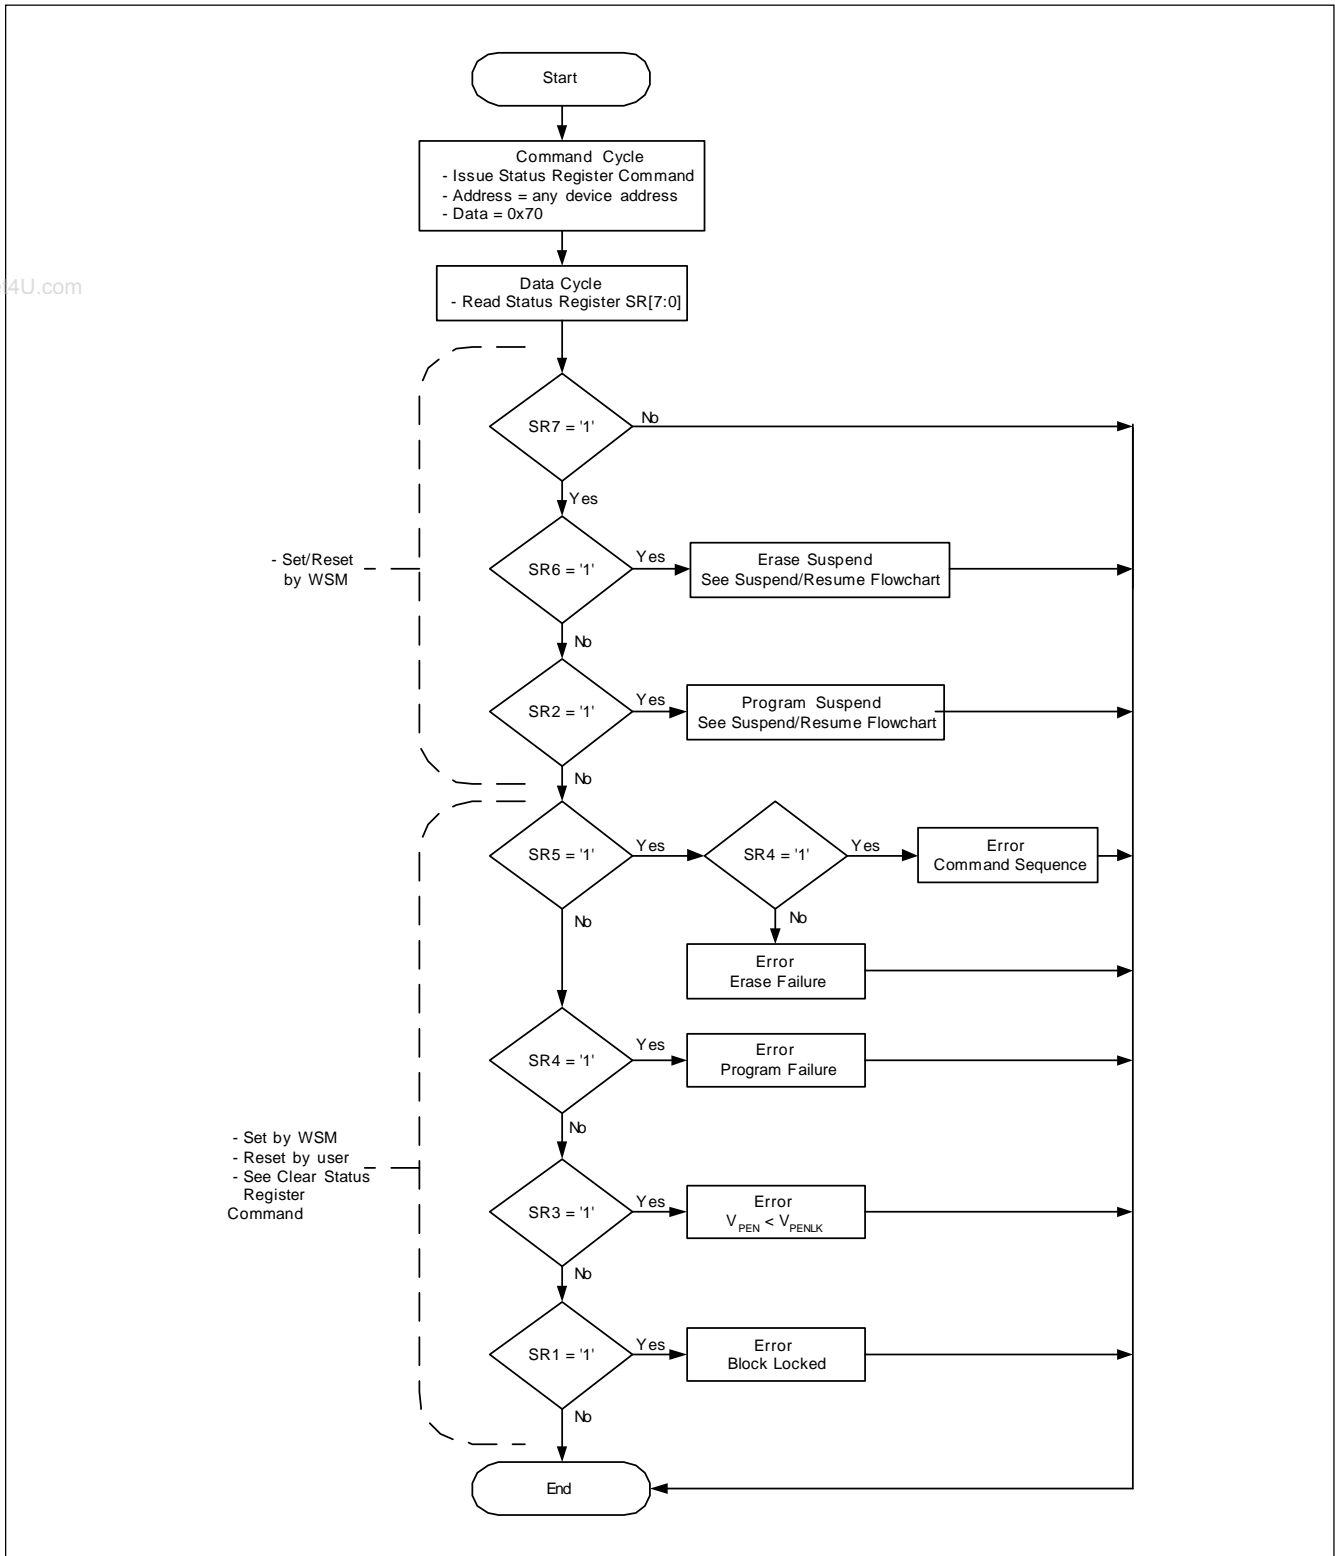 Start
Command Cycle
- Issue Status Register Command
- Address = any device address
- Data = 0x70
4U.com
Data Cycle
- Read Status Register SR[7:0]
SR7 = '1'
No
Yes
- Set/Reset
by WSM
SR6 = '1'
Yes
Erase Suspend
See Suspend/Resume Flowchart
No
SR2 = '1'
Yes
Program Suspend
See Suspend/Resume Flowchart
No
SR5 = '1'
Yes
SR4 = '1'
Yes
Error
Command Sequence
No
No
Error
Erase Failure
SR4 = '1'
Yes
Error
Program Failure
No
- Set by WSM
- Reset by user
- See Clear Status
Register
Command
SR3 = '1'
Yes
Error
VPEN < VPENLK
No
SR1 = '1'
Yes
Error
Block Locked
No
End